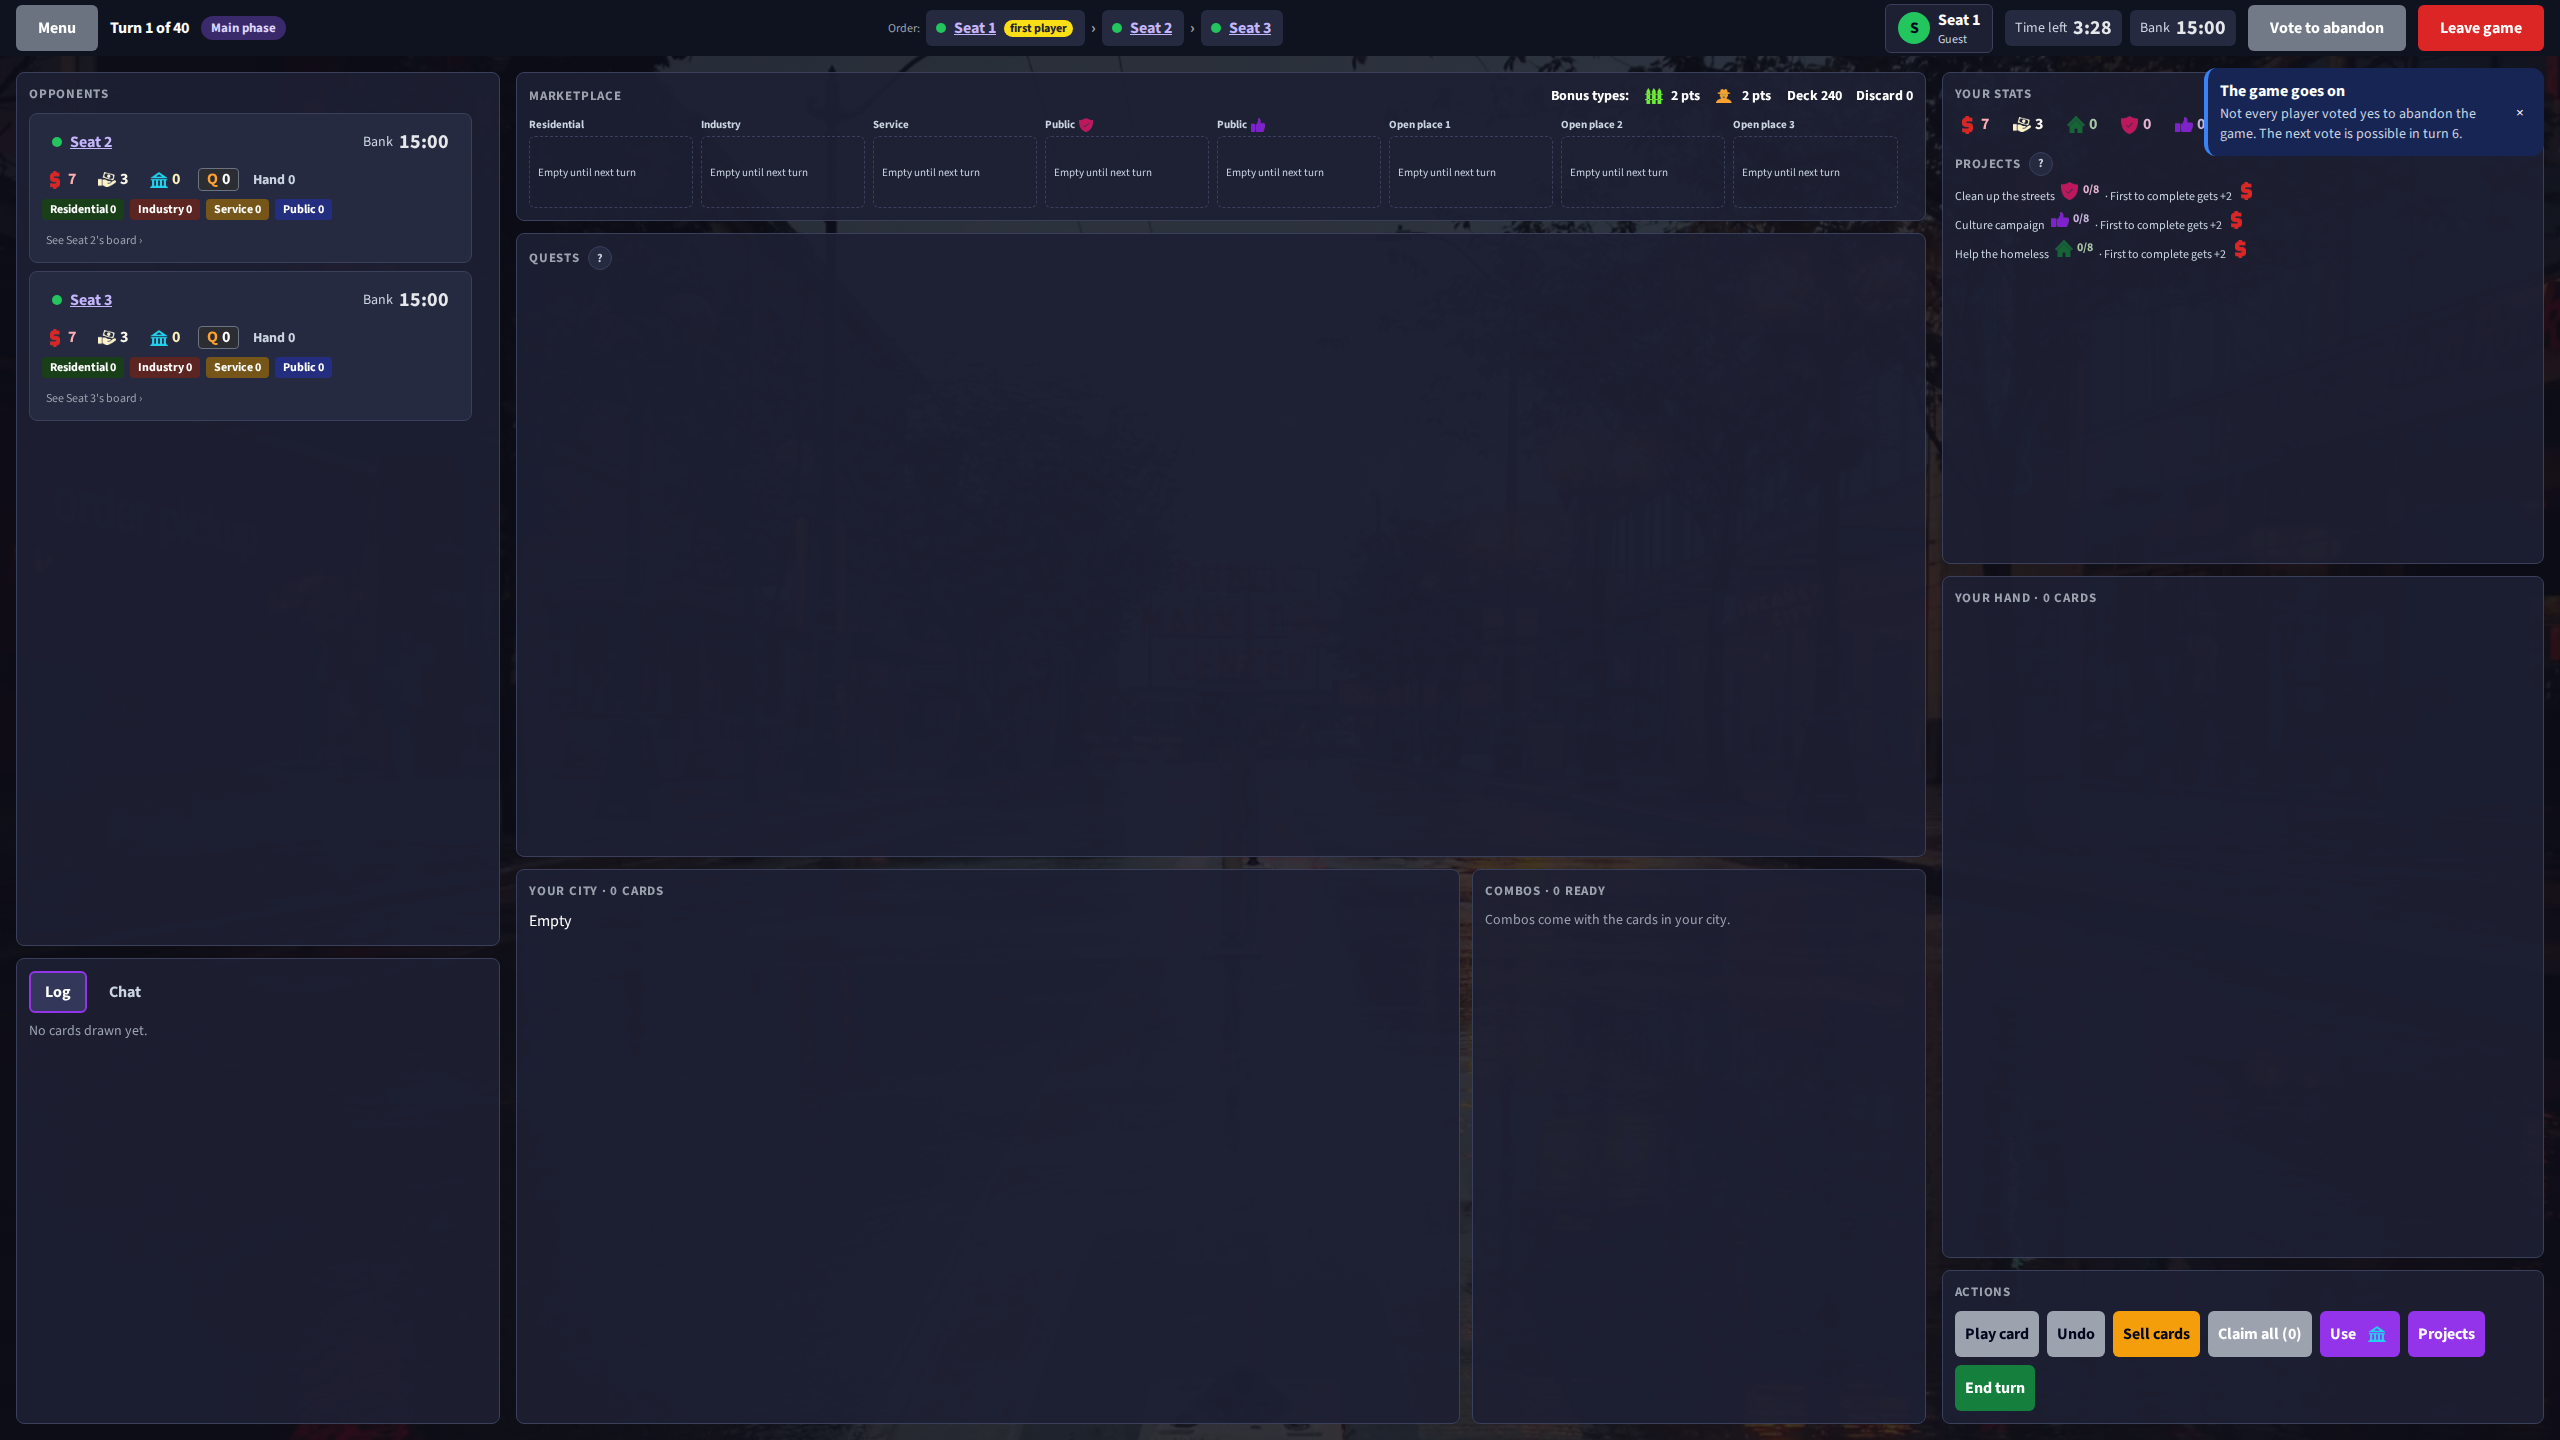 Menu
Turn 1 of 40
Main phase
Order:
Seat 1
first player
›
Seat 2
›
Seat 3
S
Seat 1
Guest
Time left 3:28
Bank 15:00
Vote to abandon
Leave game
OPPONENTS
Seat 2
Bank 15:00
7 3 0 Q 0 Hand 0
Residential 0 Industry 0 Service 0 Public 0
See Seat 2's board ›
Seat 3
Bank 15:00
7 3 0 Q 0 Hand 0
Residential 0 Industry 0 Service 0 Public 0
See Seat 3's board ›
Log
Chat
No cards drawn yet.
MARKETPLACE
Bonus types: 2 pts 2 pts Deck 240 Discard 0
Residential
Industry
Service
Public
Public
Open place 1
Open place 2
Open place 3
Empty until next turn
Empty until next turn
Empty until next turn
Empty until next turn
Empty until next turn
Empty until next turn
Empty until next turn
Empty until next turn
QUESTS ?
YOUR CITY · 0 CARDS
Empty
COMBOS · 0 READY
Combos come with the cards in your city.
YOUR STATS
7 3 0 0 0
The game goes on
Not every player voted yes to abandon the
game. The next vote is possible in turn 6.
×
PROJECTS ?
Clean up the streets 0/8 · First to complete gets +2
Culture campaign 0/8 · First to complete gets +2
Help the homeless 0/8 · First to complete gets +2
YOUR HAND · 0 CARDS
ACTIONS
Play card
Undo
Sell cards
Claim all (0)
Use
Projects
End turn